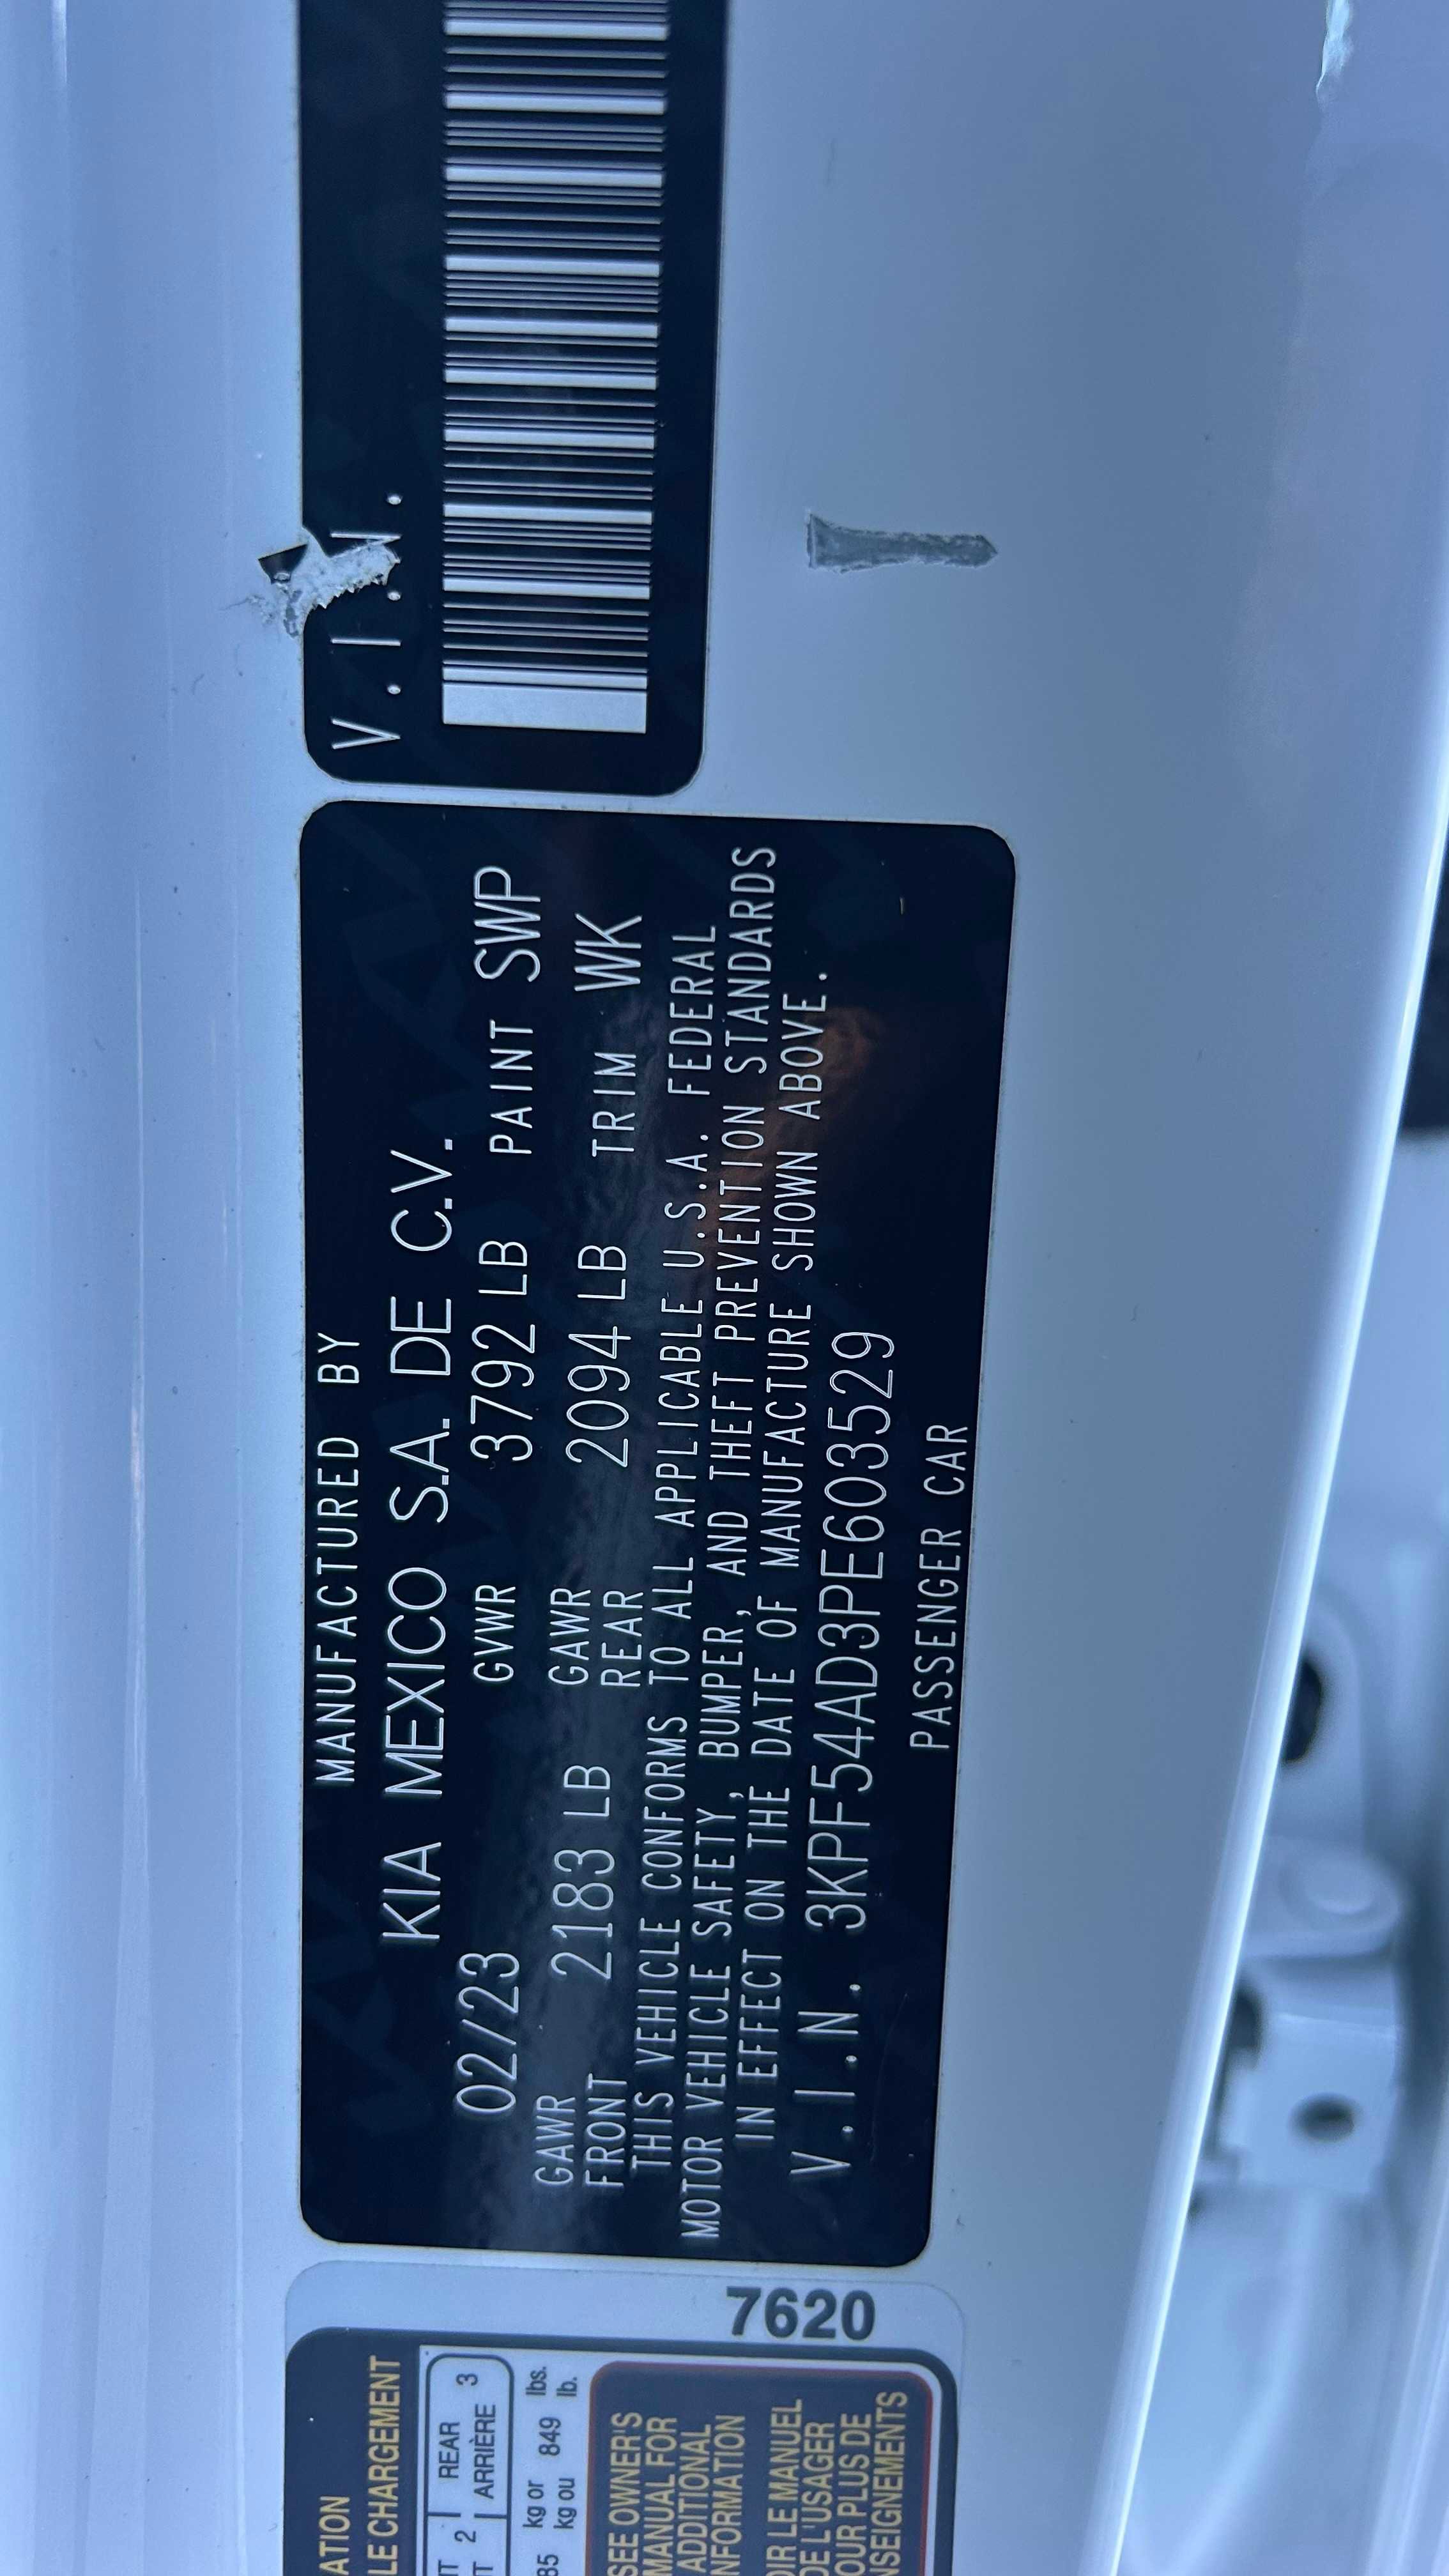 V.I.N.
MANUFACTURED BY
KIA MEXICO S.A. DE C.V.
02/23 GVWR 3792 LB PAINT SWP
GAWR FRONT 2183 LB GAWR REAR 2094 LB TRIM WK
THIS VEHICLE CONFORMS TO ALL APPLICABLE U.S.A. FEDERAL
MOTOR VEHICLE SAFETY, BUMPER, AND THEFT PREVENTION STANDARDS
IN EFFECT ON THE DATE OF MANUFACTURE SHOWN ABOVE.
V.I.N. 3KPF54AD3PE603529
PASSENGER CAR
7620
LE CHARGEMENT
2 REAR 3
2 ARRIÈRE
kg or 849 lbs.
kg ou lb.
SEE OWNER'S
MANUAL FOR
ADDITIONAL
LE MANUEL
DE L'USAGER
PLUS DE